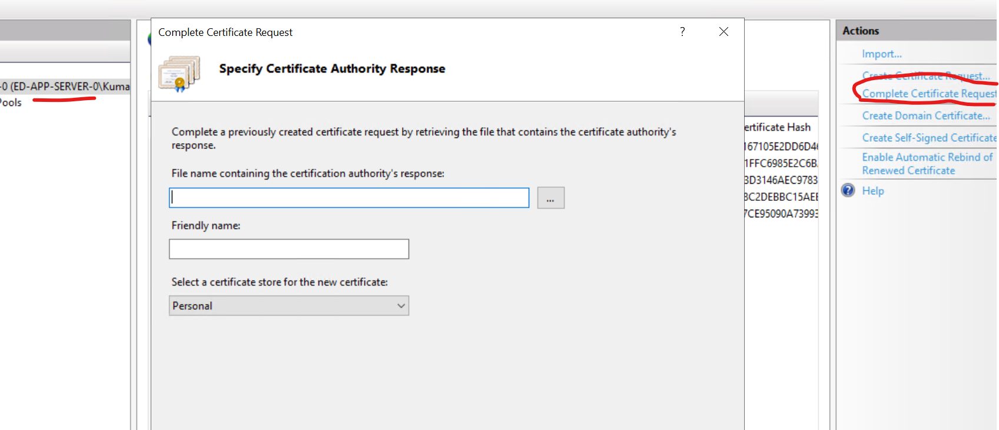 Complete Certificate Request
?
Specify Certificate Authority Response
Complete a previously created certificate request by retrieving the file that contains the certificate authority's
response.
File name containing the certification authority's response:
...
Friendly name:
Select a certificate store for the new certificate:
Personal
-0 (ED-APP-SERVER-0\Kuma
Pools
ertificate Hash
167105E2DD6D46
1FFC6985E2C6B
3D3146AEC9783
8C2DEBBC15AEE
7CE95090A73993
Actions
Import...
Create Certificate Request...
Complete Certificate Request
Create Domain Certificate...
Create Self-Signed Certificate
Enable Automatic Rebind of
Renewed Certificate
Help